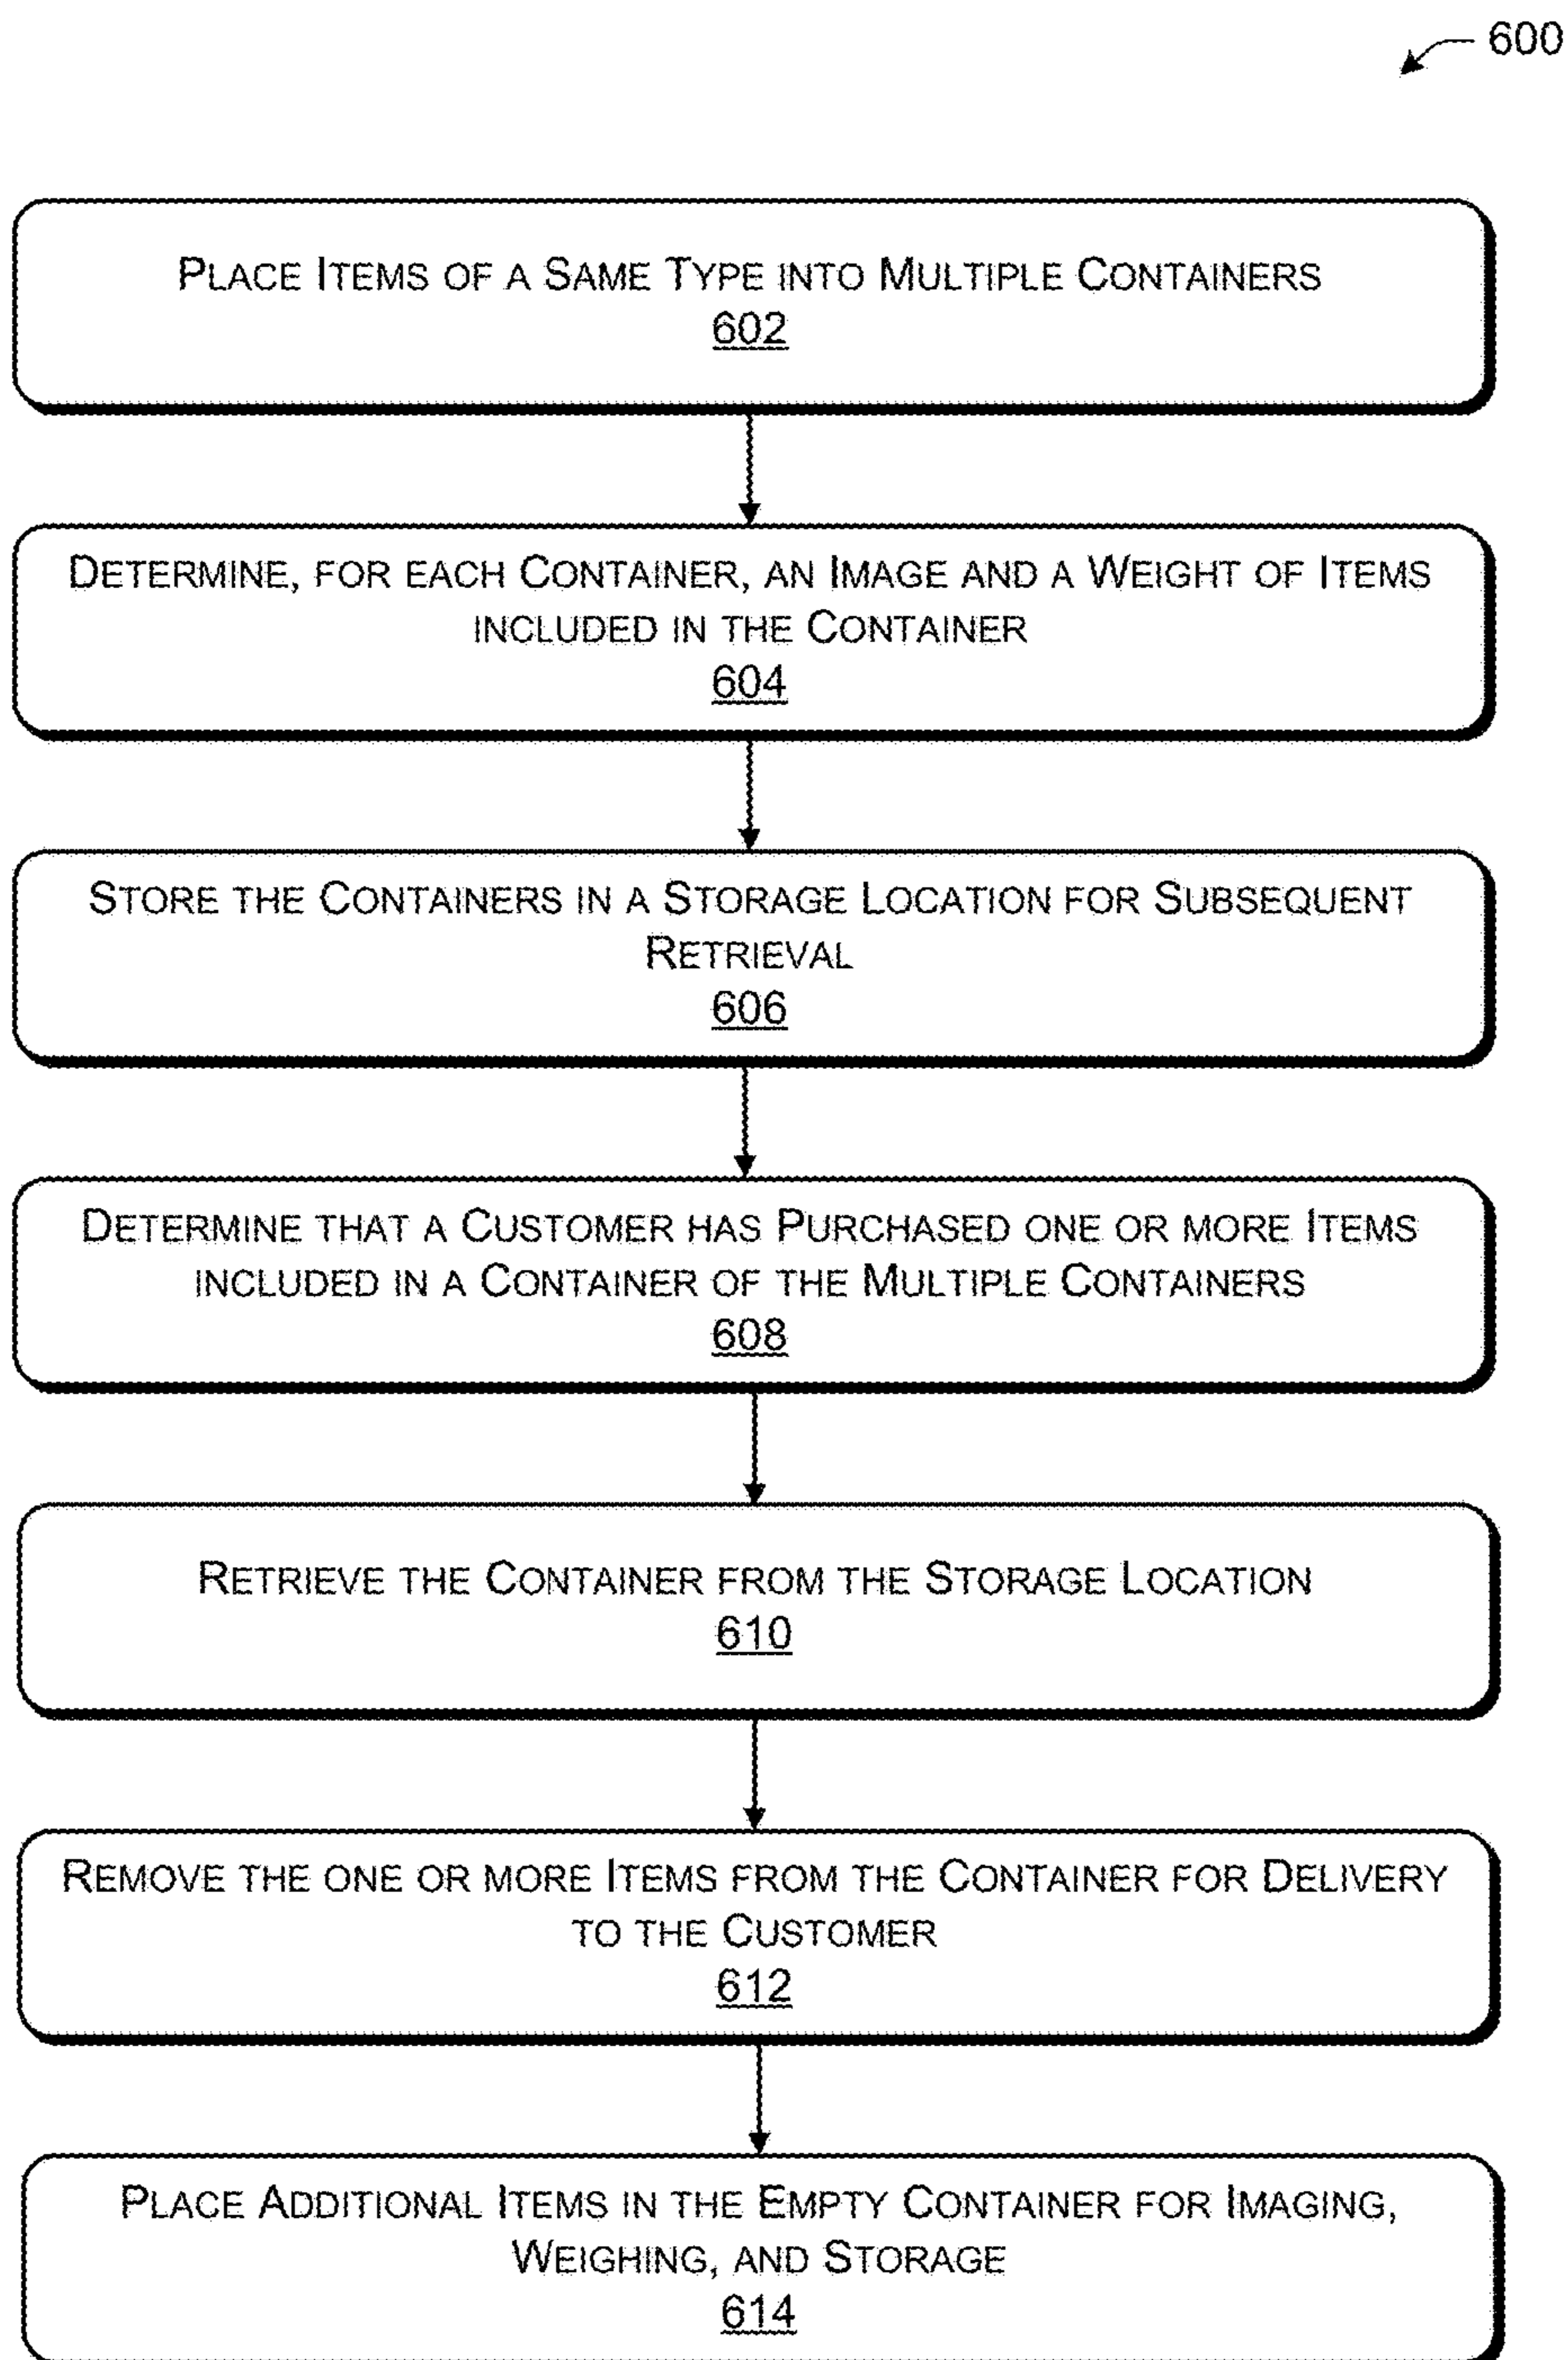 600
PLACE ITEMS OF A SAME TYPE INTO MULTIPLE CONTAINERS
602
DETERMINE, FOR EACH CONTAINER, AN IMAGE AND A WEIGHT OF ITEMS
INCLUDED IN THE CONTAINER
604
STORE THE CONTAINERS IN A STORAGE LOCATION FOR SUBSEQUENT
RETRIEVAL
606
DETERMINE THAT A CUSTOMER HAS PURCHASED ONE OR MORE ITEMS
INCLUDED IN A CONTAINER OF THE MULTIPLE CONTAINERS
608
RETRIEVE THE CONTAINER FROM THE STORAGE LOCATION
610
REMOVE THE ONE OR MORE ITEMS FROM THE CONTAINER FOR DELIVERY
TO THE CUSTOMER
612
PLACE ADDITIONAL ITEMS IN THE EMPTY CONTAINER FOR IMAGING,
WEIGHING, AND STORAGE
614